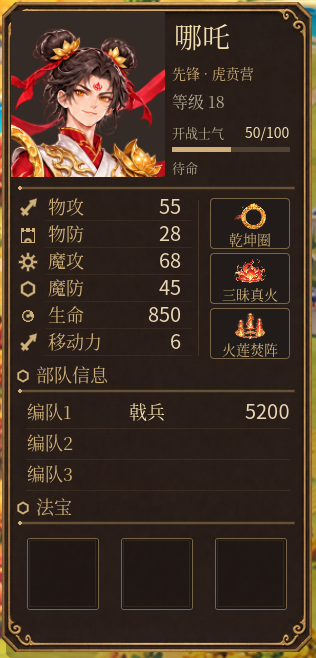 哪吒
先锋 · 虎贲营
等级 18
开战士气 50/100
待命
物攻 55
物防 28
魔攻 68
魔防 45
生命 850
移动力 6
乾坤圈
三昧真火
火莲焚阵
部队信息
编队1 戟兵 5200
编队2
编队3
法宝